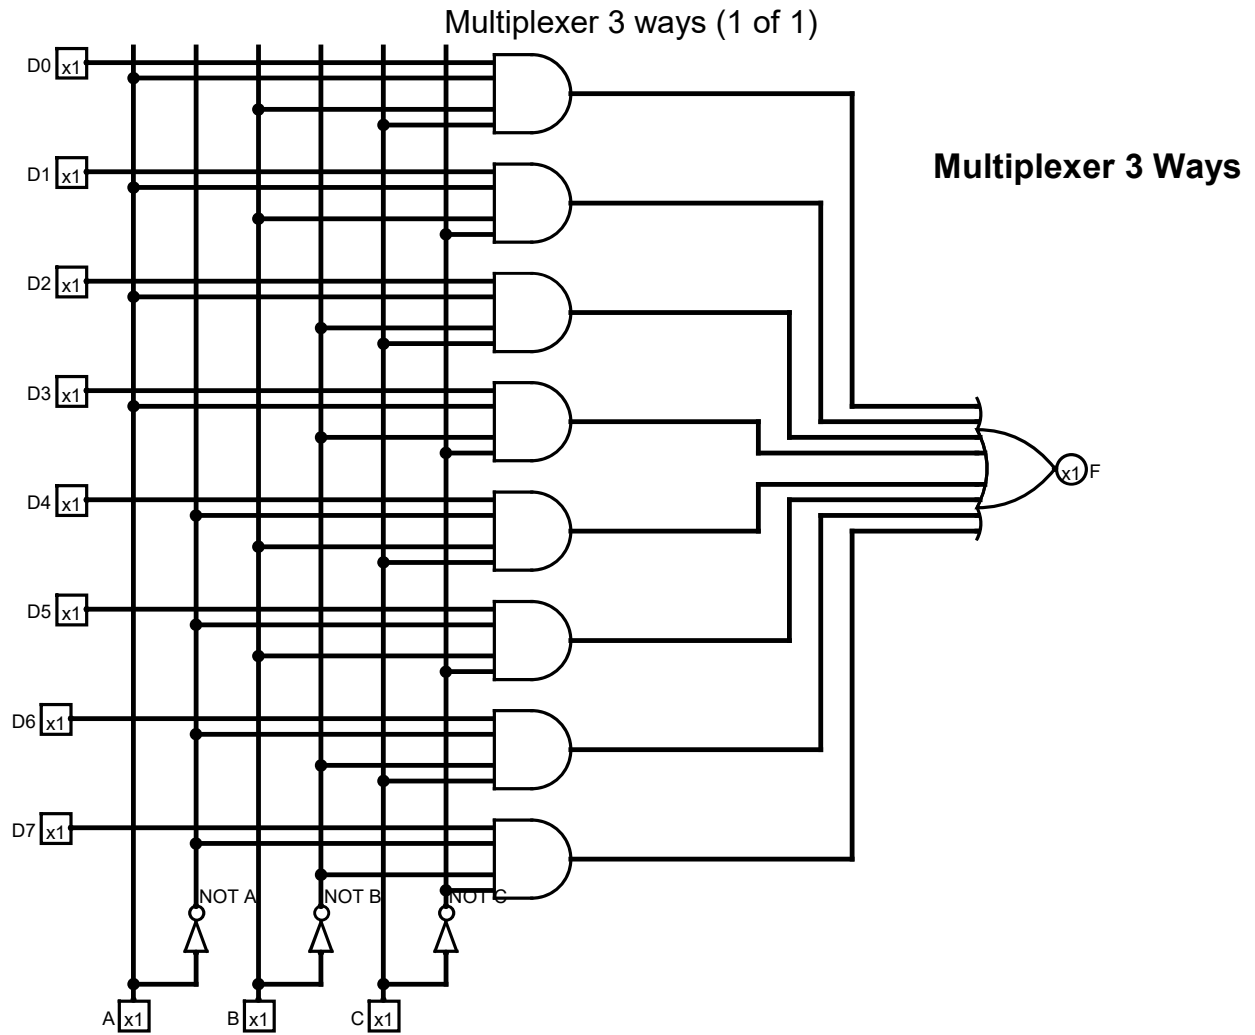 Multiplexer 3 ways (1 of 1)
D0 x1
Multiplexer 3 Ways
D1 x1
D2 x1
D3 x1
x1 F
D4 x1
D5 x1
D6 x1
D7 x1
NOT A NOT B NOT C
A x1 B x1 C x1